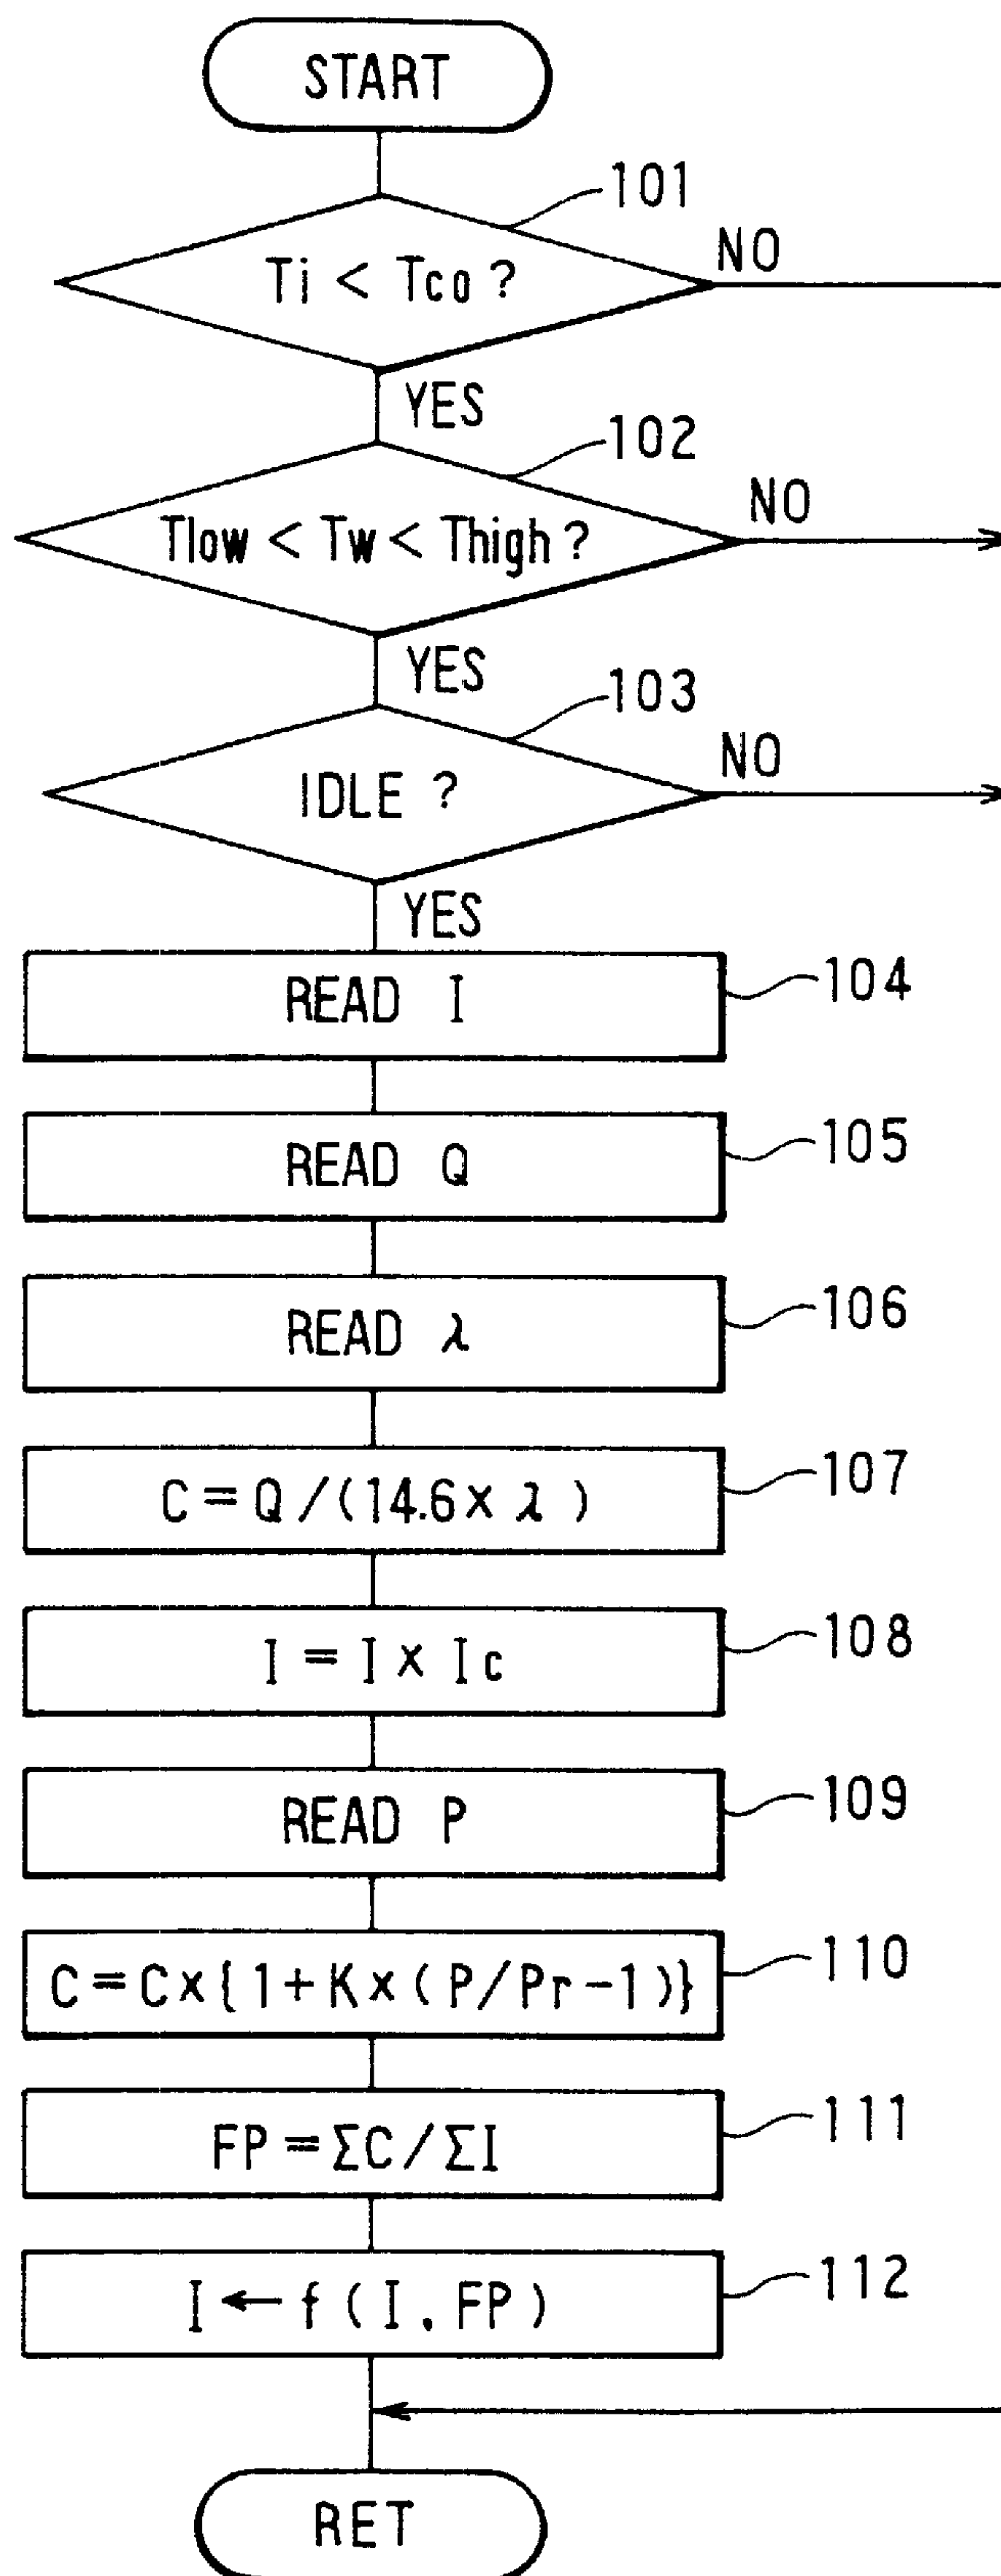 START
101
Ti < Tco ?
NO
YES
102
Tlow < Tw < Thigh ?
NO
YES
103
IDLE ?
NO
YES
READ I
104
READ Q
105
READ λ
106
C = Q / (14.6 × λ )
107
I = I × Ic
108
READ P
109
C = C × { 1 + K × ( P / Pr - 1 ) }
110
FP = ΣC / ΣI
111
I ← f ( I , FP )
112
RET